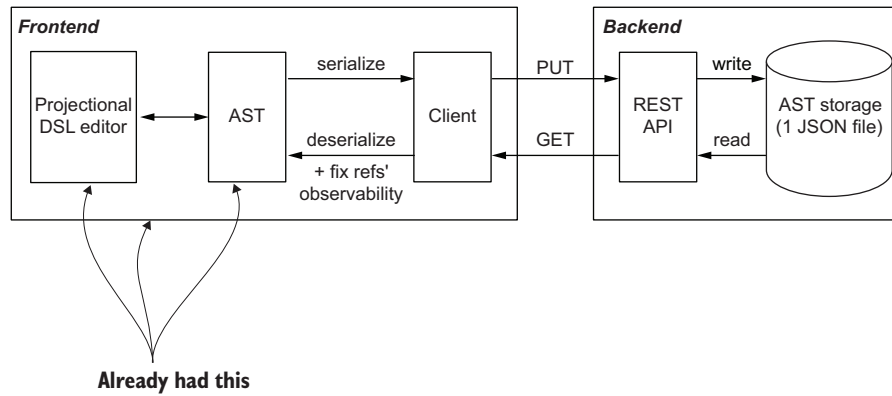 Frontend
Backend
Projectional
DSL editor
AST
serialize
deserialize
+ fix refs'
observability
Client
PUT
GET
REST
API
write
read
AST storage
(1 JSON file)
Already had this